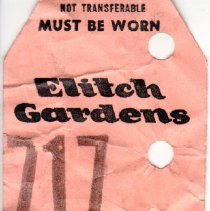 NOT TRANSFERABLE
MUST BE WORN
Elitch
Gardens
717